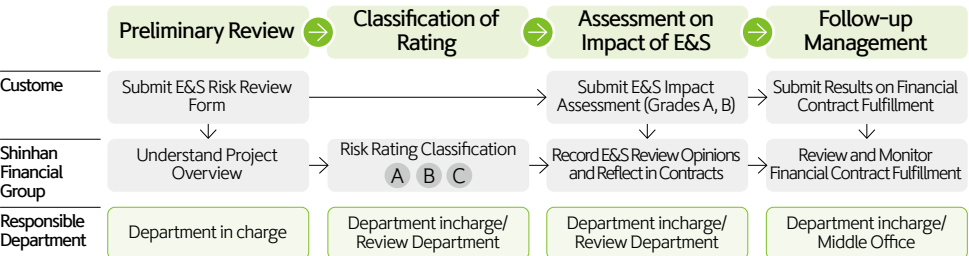 Preliminary Review
Classification of
Rating
Assessment on
Impact of E&S
Follow-up
Management
Custome
Submit E&S Risk Review
Form
Submit E&S Impact
Assessment (Grades A, B)
Submit Results on Financial
Contract Fulfillment
Shinhan
Financial
Group
Understand Project
Overview
Risk Rating Classification
A B C
Record E&S Review Opinions
and Reflect in Contracts
Review and Monitor
Financial Contract Fulfillment
Responsible
Department
Department in charge
Department incharge/
Review Department
Department incharge/
Review Department
Department incharge/
Middle Office